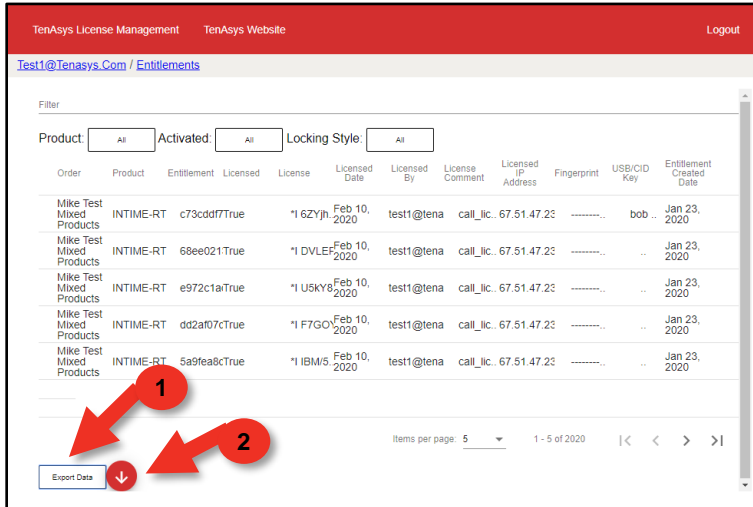 TenAsys License Management TenAsys Website Logout
Test1@Tenasys.Com / Entitlements
Filter
Product: All Activated: All Locking Style: All
Order Product Entitlement Licensed License Licensed Date Licensed By License Comment Licensed IP Address Fingerprint USB/CID Key Entitlement Created Date
Mike Test Mixed Products INTIME-RT c73cddf7 True *I 6ZYjh.. Feb 10, 2020 test1@tena call_lic.. 67.51.47.23 --------.. bob .. Jan 23, 2020
Mike Test Mixed Products INTIME-RT 68ee021 True *I DVLEF Feb 10, 2020 test1@tena call_lic.. 67.51.47.23 --------.. .. Jan 23, 2020
Mike Test Mixed Products INTIME-RT e972c1a True *I U5kY8 Feb 10, 2020 test1@tena call_lic.. 67.51.47.23 --------.. .. Jan 23, 2020
Mike Test Mixed Products INTIME-RT dd2af07c True *I F7GOY Feb 10, 2020 test1@tena call_lic.. 67.51.47.23 --------.. .. Jan 23, 2020
Mike Test Mixed Products INTIME-RT 5a9fea8c True *I IBM/5.. Feb 10, 2020 test1@tena call_lic.. 67.51.47.23 --------.. .. Jan 23, 2020
1
2
Items per page: 5 1 - 5 of 2020
Export Data